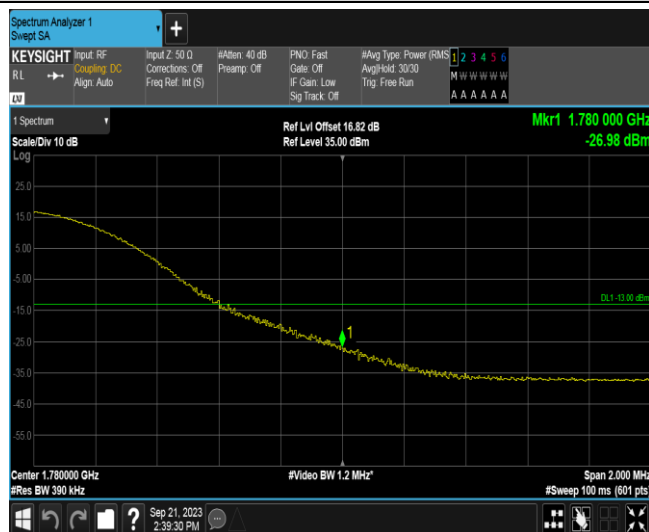 Spectrum Analyzer 1
Swept SA
+
KEYSIGHT
RL
LXI
Input: RF
Coupling: DC
Align: Auto
Input Z: 50 Ω
Corrections: Off
Freq Ref: Int (S)
#Atten: 40 dB
Preamp: Off
PNO: Fast
Gate: Off
IF Gain: Low
Sig Track: Off
#Avg Type: Power (RMS
Avg|Hold: 30/30
Trig: Free Run
1 2 3 4 5 6
M W W W W W
A A A A A A
1 Spectrum
Scale/Div 10 dB
Log
Ref Lvl Offset 16.82 dB
Ref Level 35.00 dBm
Mkr1 1.780 000 GHz
-26.98 dBm
25.0
15.0
5.00
-5.00
DL1 -13.00 dBm
-15.0
1
-25.0
-35.0
-45.0
-55.0
Center 1.780000 GHz
#Video BW 1.2 MHz*
Span 2.000 MHz
#Res BW 390 kHz
#Sweep 100 ms (601 pts)
?
Sep 21, 2023
2:39:30 PM